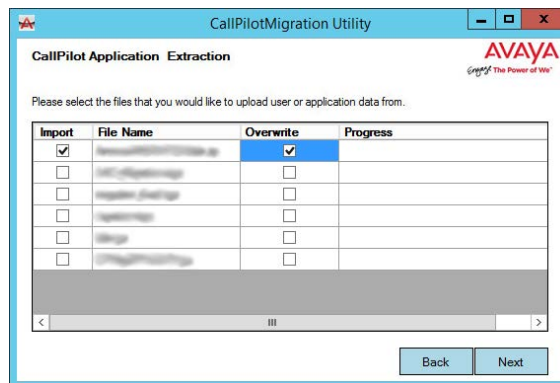 CallPilotMigration Utility
CallPilot Application Extraction
AVAYA
Engage The Power of We™
Please select the files that you would like to upload user or application data from.
Import File Name Overwrite Progress
Back Next